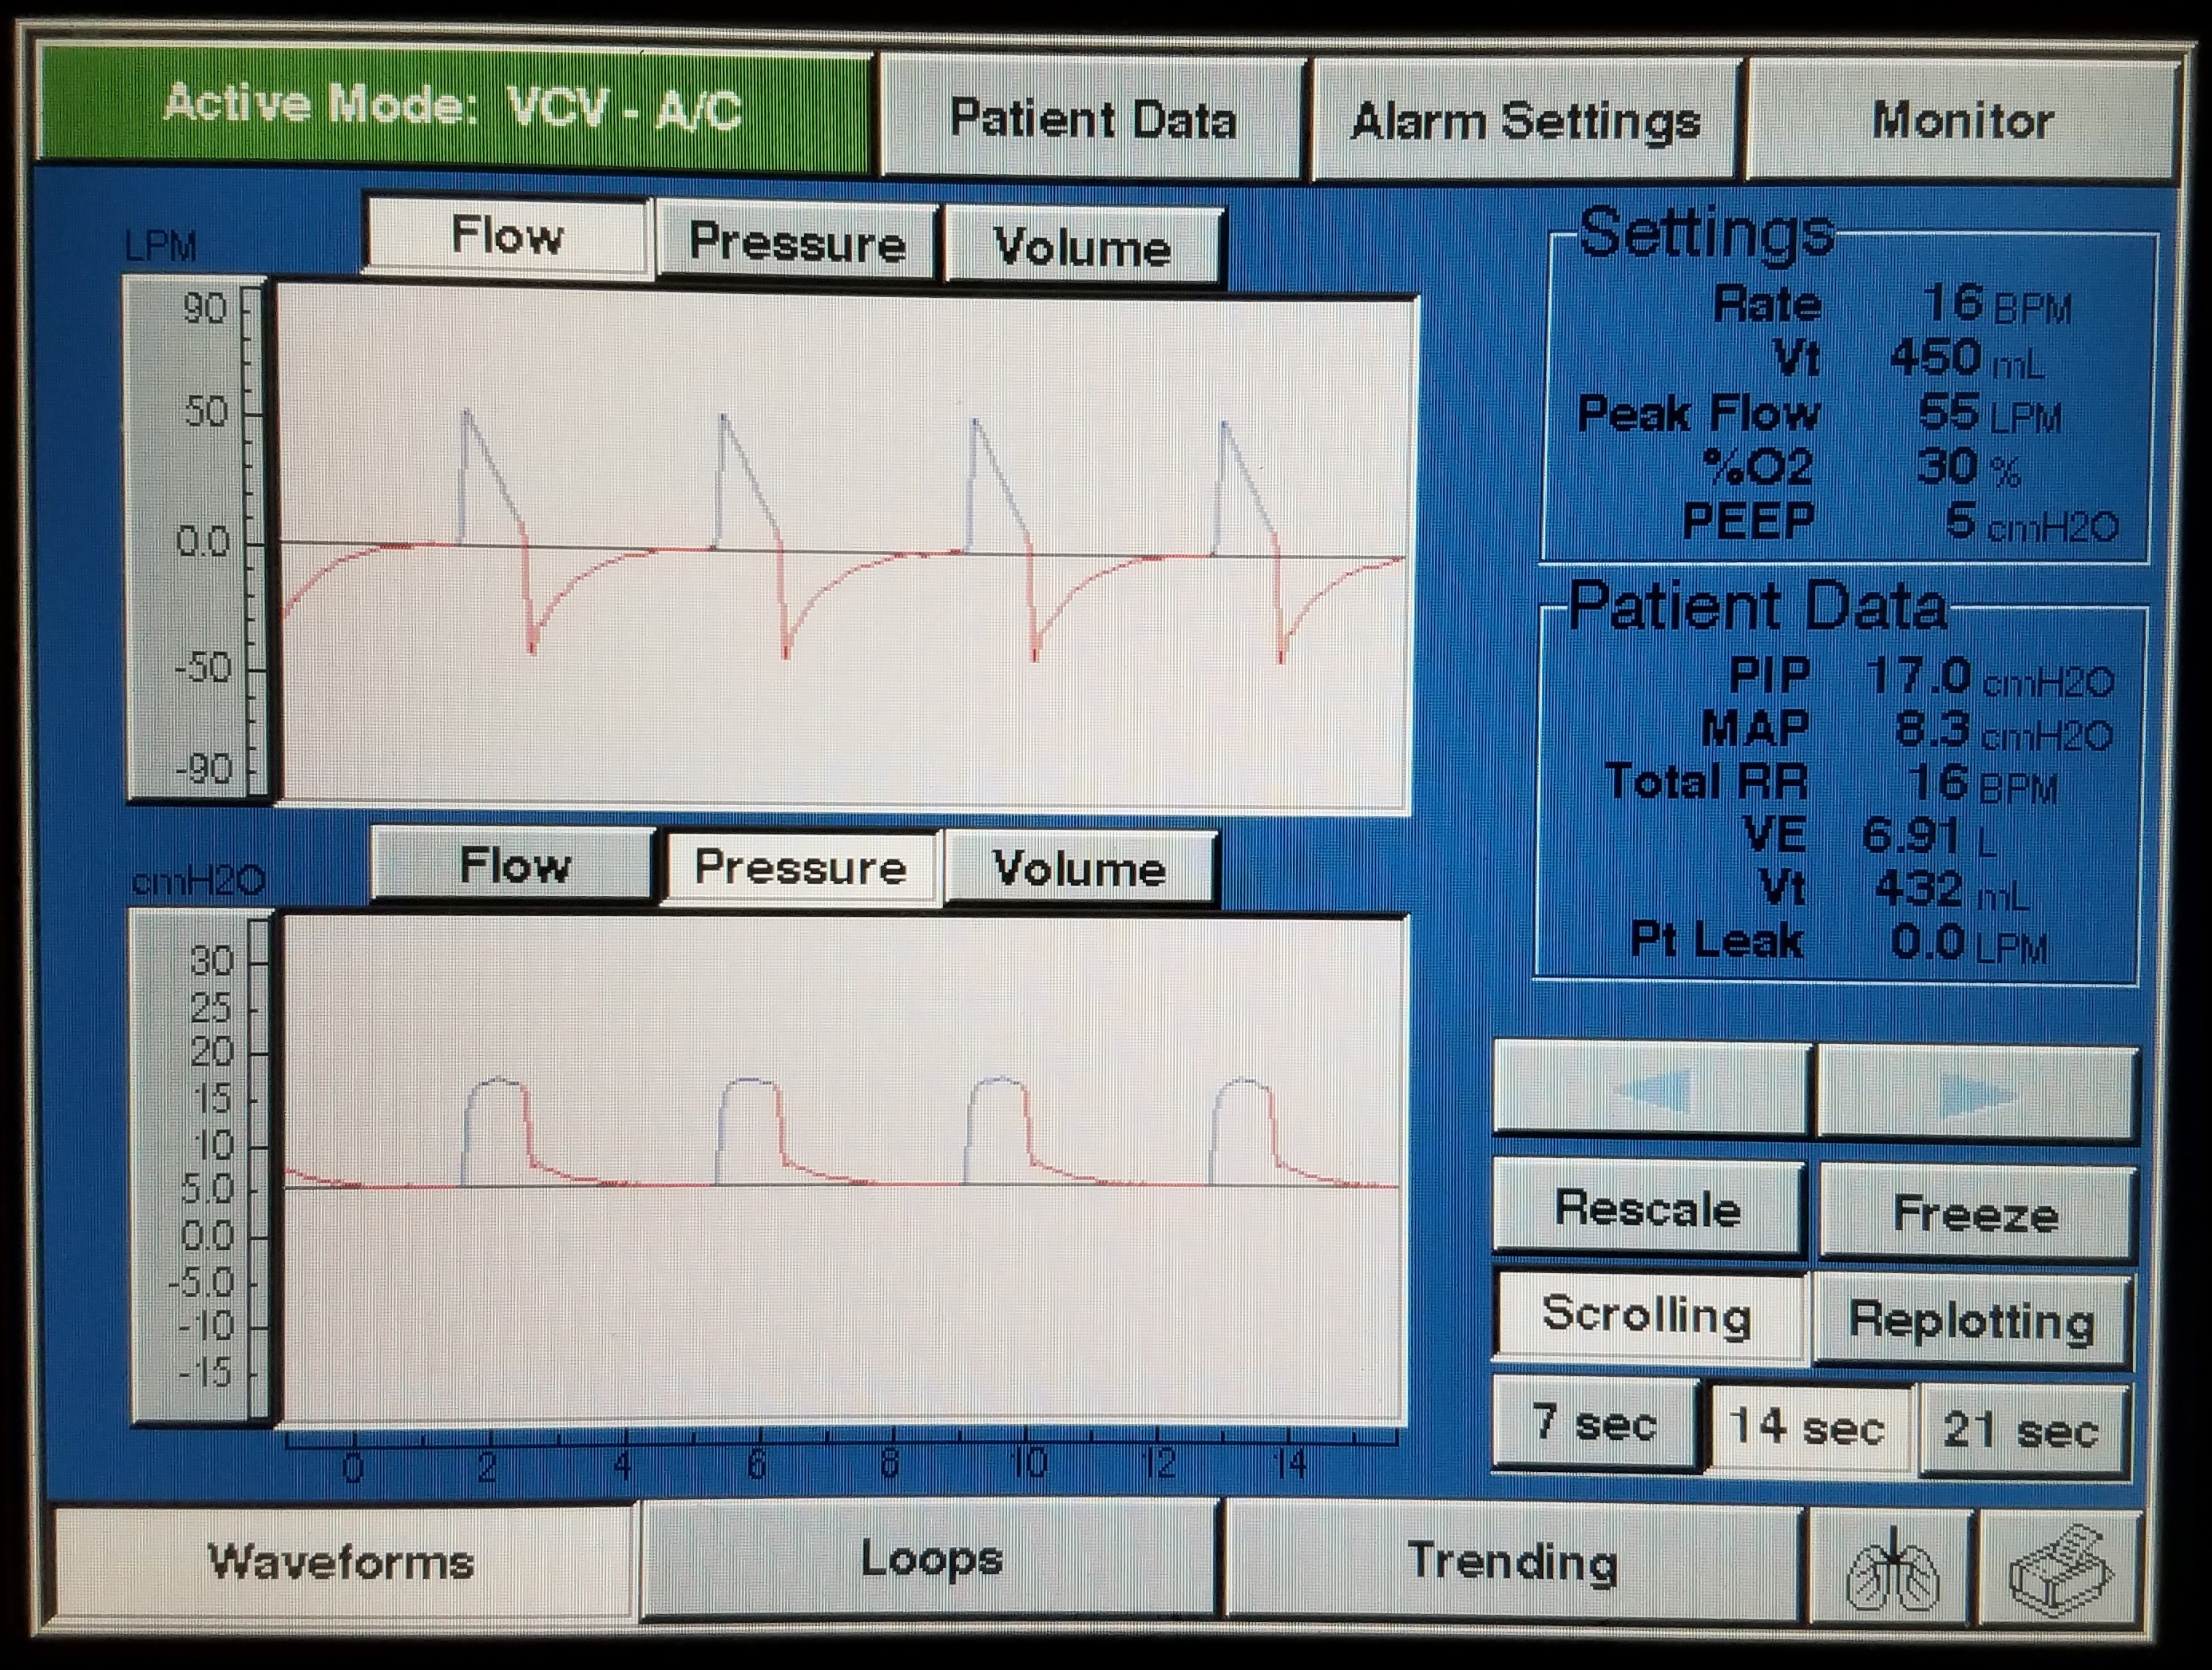 Active Mode: VCV - A/C
Patient Data
Alarm Settings
Monitor
LPM
Flow
Pressure
Volume
90
50
0.0
-50
-90
cmH2O
Flow
Pressure
Volume
30
25
20
15
10
5.0
0.0
-5.0
-10
-15
0 2 4 6 8 10 12 14
Settings
Rate 16 BPM
Vt 450 mL
Peak Flow 55 LPM
%O2 30 %
PEEP 5 cmH2O
Patient Data
PIP 17.0 cmH2O
MAP 8.3 cmH2O
Total RR 16 BPM
VE 6.91 L
Vt 432 mL
Pt Leak 0.0 LPM
Rescale
Freeze
Scrolling
Replotting
7 sec
14 sec
21 sec
Waveforms
Loops
Trending